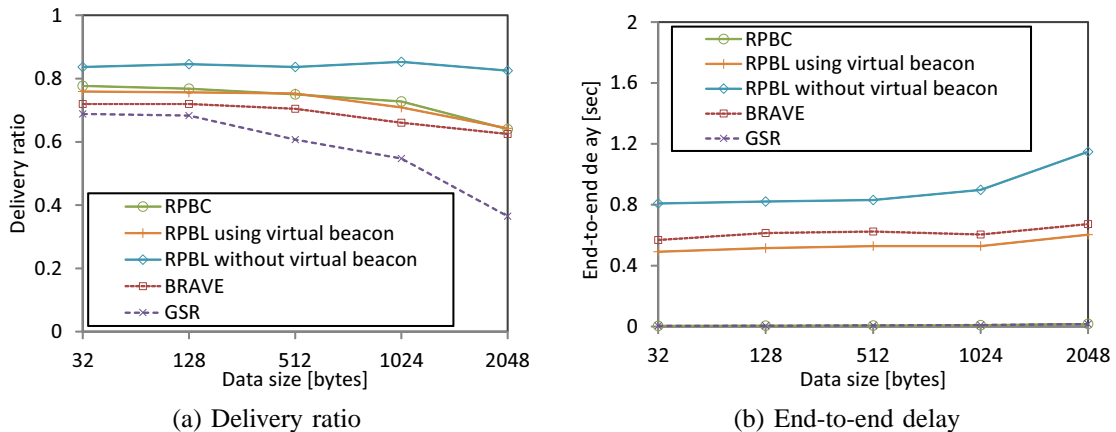 1
0.8
0.6
0.4
0.2
0
Delivery ratio
RPBC
RPBL using virtual beacon
RPBL without virtual beacon
BRAVE
GSR
32 128 512 1024 2048
Data size [bytes]
(a) Delivery ratio
2
1.6
1.2
0.8
0.4
0
End-to-end de ay [sec]
RPBC
RPBL using virtual beacon
RPBL without virtual beacon
BRAVE
GSR
32 128 512 1024 2048
Data size [bytes]
(b) End-to-end delay